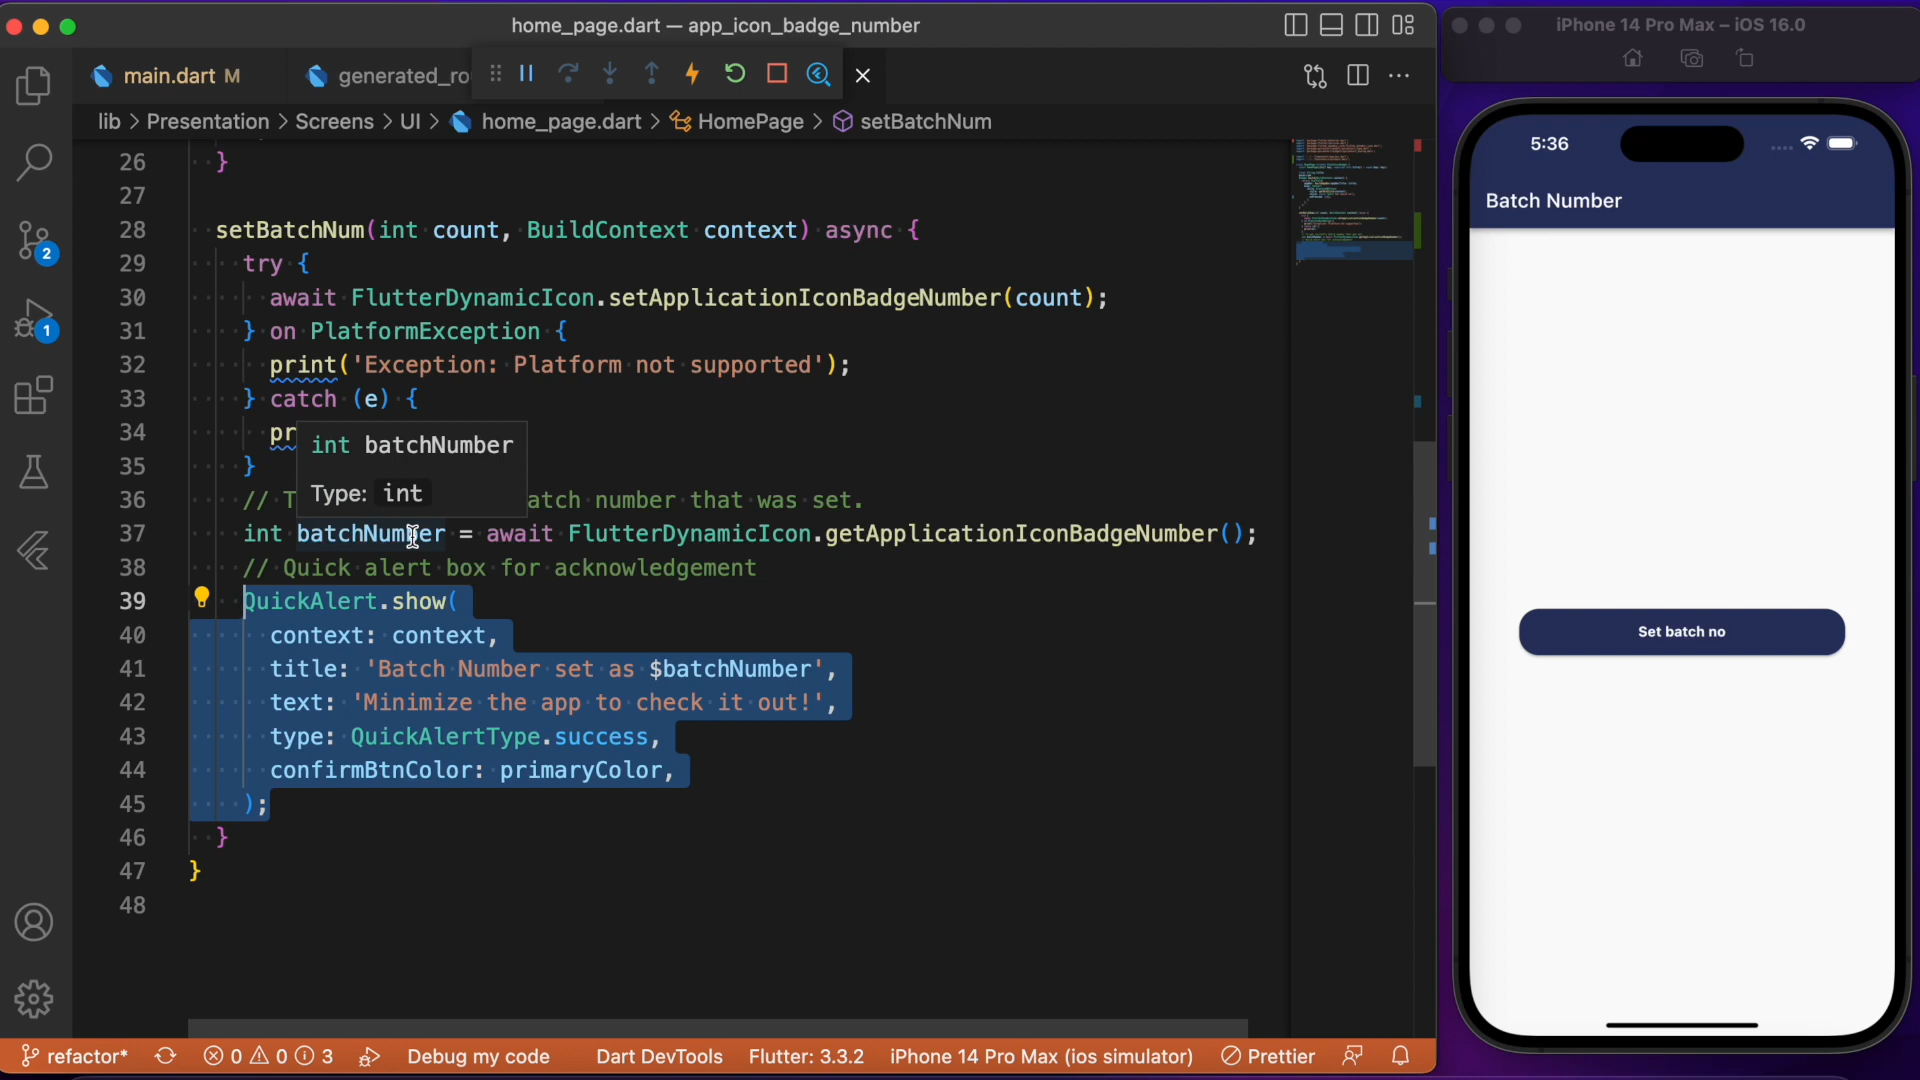 home_page.dart — app_icon_badge_number
main.dart M
generated_ro
lib > Presentation > Screens > UI > home_page.dart > HomePage > setBatchNum
26 }
27
28 setBatchNum(int count, BuildContext context) async {
29 try {
30 await FlutterDynamicIcon.setApplicationIconBadgeNumber(count);
31 } on PlatformException {
32 print('Exception: Platform not supported');
33 } catch (e) {
34 pr
int batchNumber
35 }
Type: int
36 // T atch number that was set.
37 int batchNumber = await FlutterDynamicIcon.getApplicationIconBadgeNumber();
38 // Quick alert box for acknowledgement
39 QuickAlert.show(
40 context: context,
41 title: 'Batch Number set as $batchNumber',
42 text: 'Minimize the app to check it out!',
43 type: QuickAlertType.success,
44 confirmBtnColor: primaryColor,
45 );
46 }
47 }
48
2
1
refactor* 0 0 3 Debug my code Dart DevTools Flutter: 3.3.2 iPhone 14 Pro Max (ios simulator) Prettier
iPhone 14 Pro Max – iOS 16.0
5:36
Batch Number
Set batch no